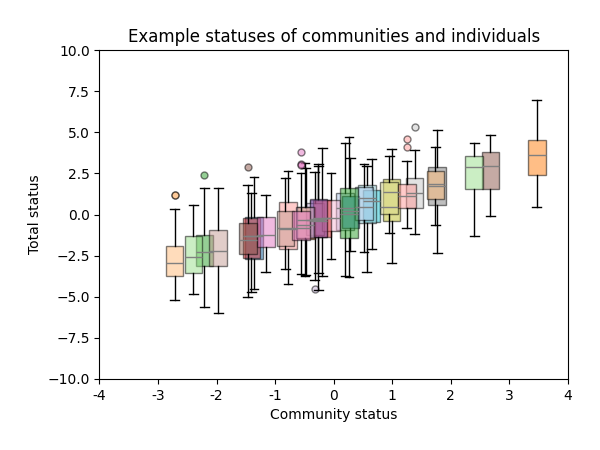 Example statuses of communities and individuals
10.0
7.5
5.0
2.5
0.0
−2.5
−5.0
−7.5
−10.0
Total status
-4 -3 -2 -1 0 1 2 3 4
Community status